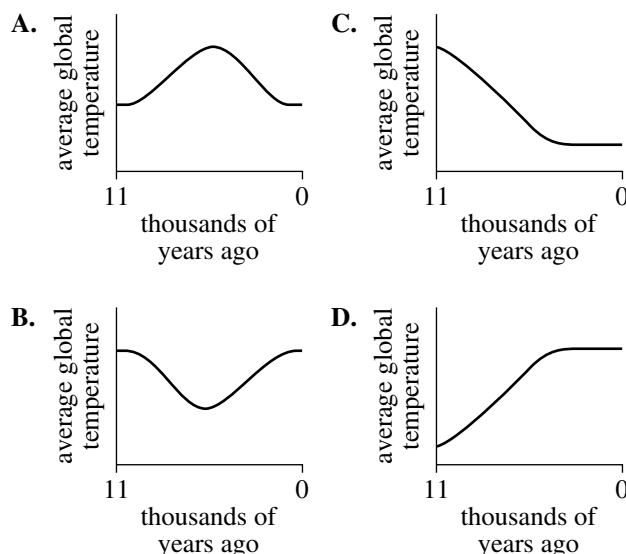 A.
average global
temperature
11 0
thousands of
years ago
C.
average global
temperature
11 0
thousands of
years ago
B.
average global
temperature
11 0
thousands of
years ago
D.
average global
temperature
11 0
thousands of
years ago